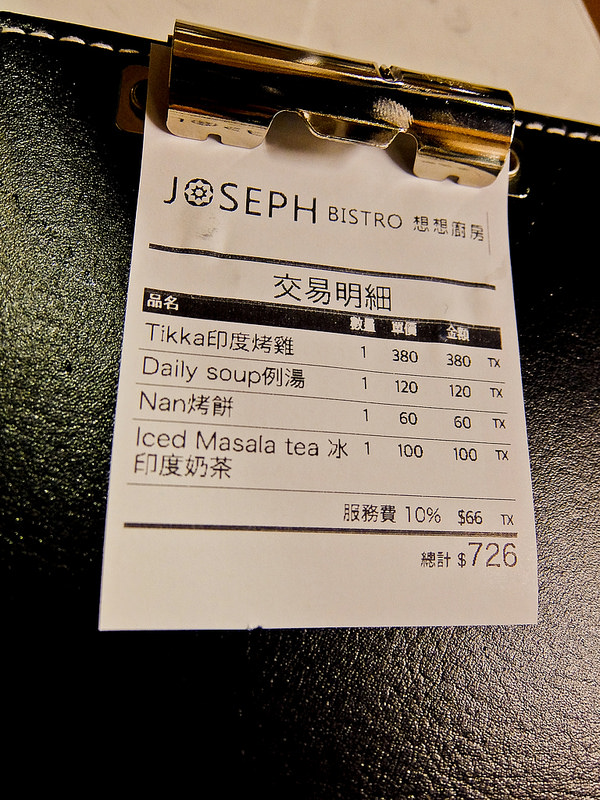 JOSEPH BISTRO 想想廚房
交易明細
品名 數量 單價 金額
Tikka印度烤雞 1 380 380 TX
Daily soup例湯 1 120 120 TX
Nan烤餅 1 60 60 TX
Iced Masala tea 冰 1 100 100 TX
印度奶茶
服務費 10% $66 TX
總計 $726